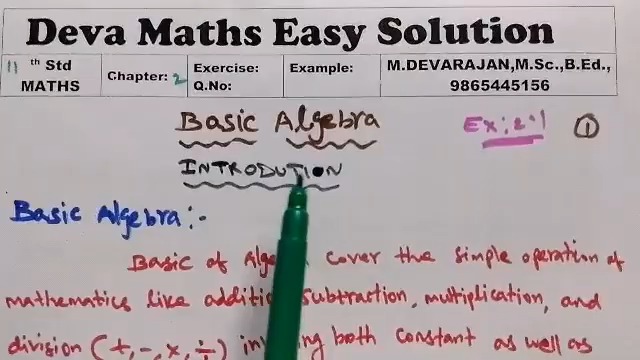 Deva Maths Easy Solution
11 th Std MATHS
Chapter: 2
Exercise:
Q.No:
Example:
M.DEVARAJAN,M.Sc.,B.Ed.,
9865445156
Basic Algebra
Ex: 2.1 ①
INTRODUTION
Basic Algebra:-
Basic of Alge cover the simple operation of
mathematics like additi subtraction, multiplication, and
division (+, -, ×, ÷) in both constant as well as